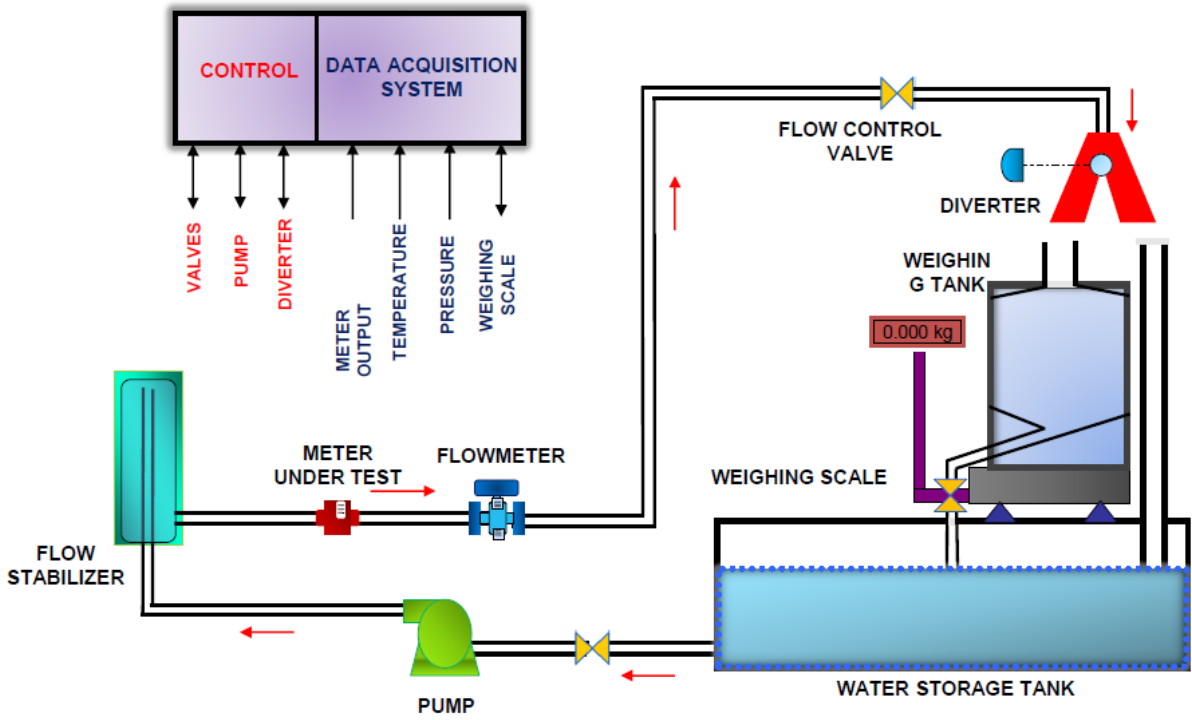 CONTROL
DATA ACQUISITION
SYSTEM
VALVES
PUMP
DIVERTER
METER
OUTPUT
TEMPERATURE
PRESSURE
WEIGHING
SCALE
FLOW CONTROL
VALVE
DIVERTER
WEIGHIN
G TANK
0.000 kg
METER
UNDER TEST
FLOWMETER
WEIGHING SCALE
FLOW
STABILIZER
PUMP
WATER STORAGE TANK